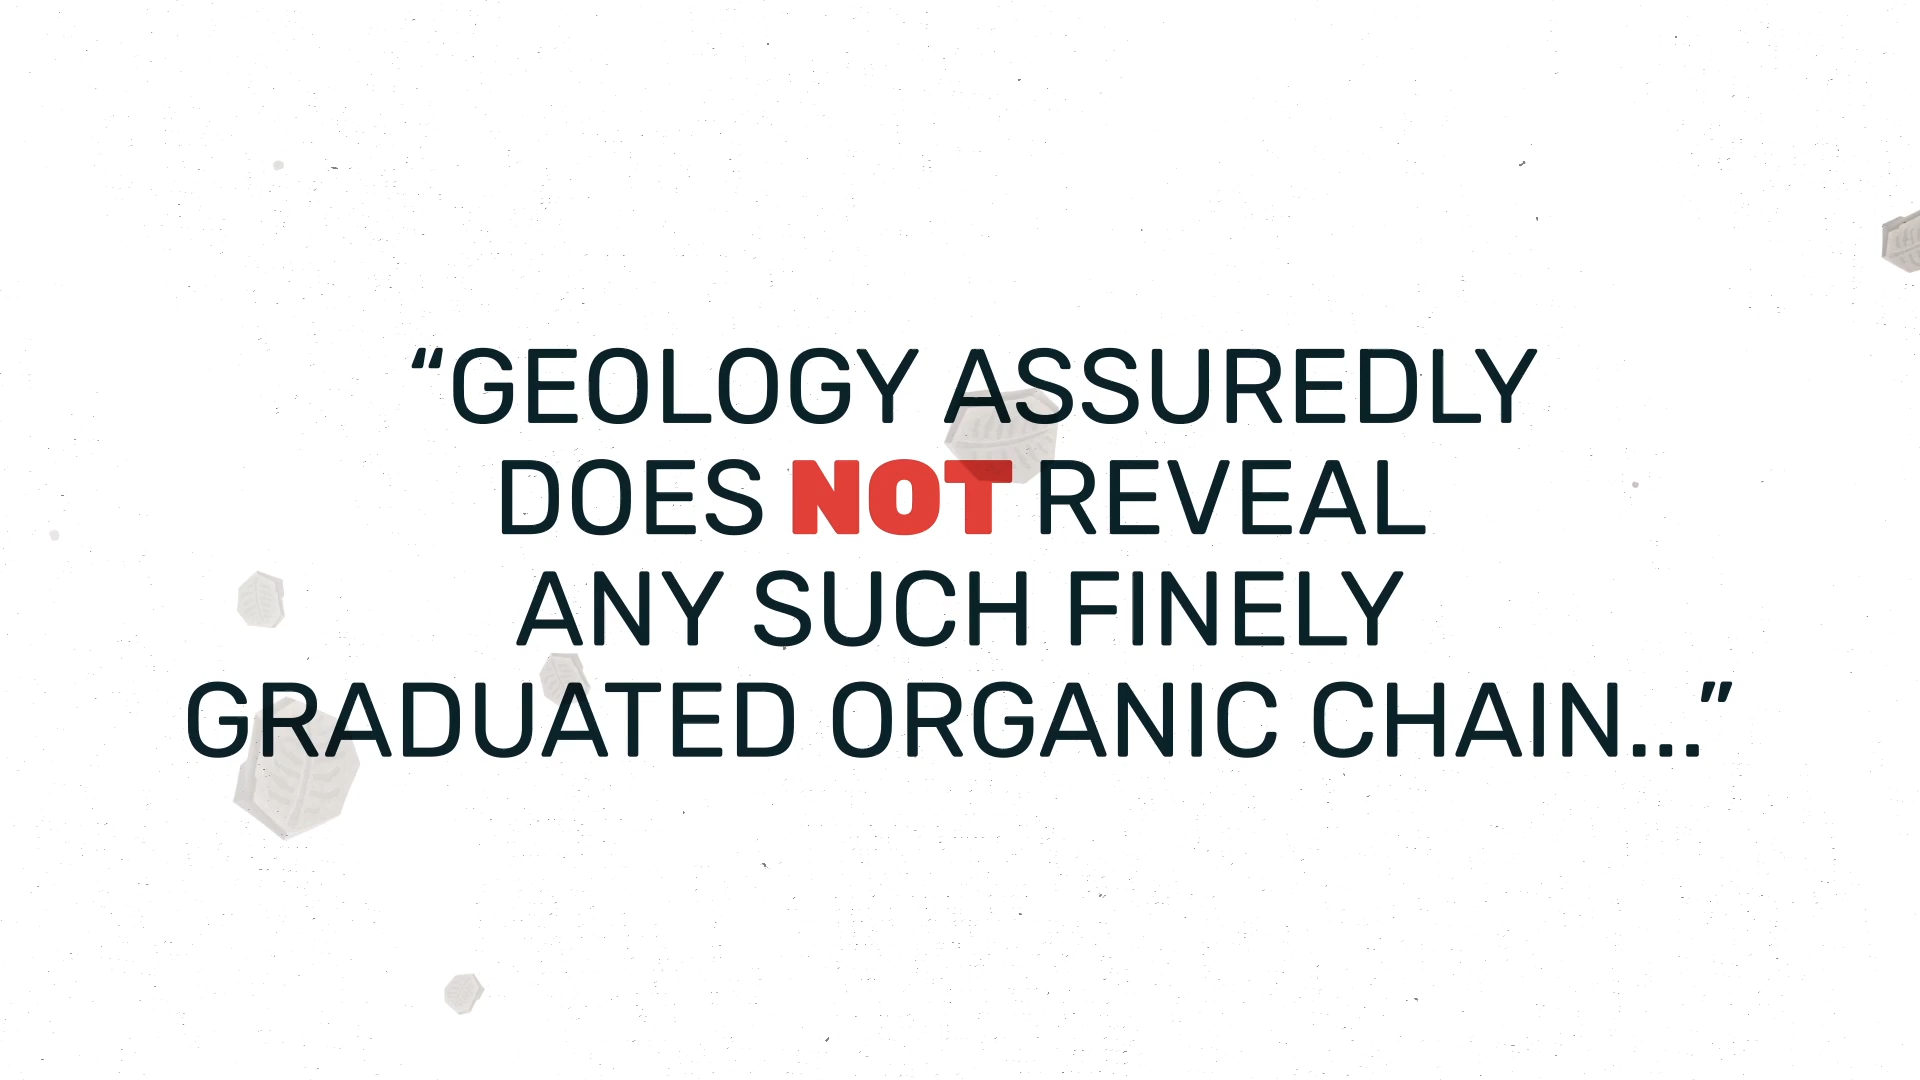 “GEOLOGY ASSUREDLY
DOES NOT REVEAL
ANY SUCH FINELY
GRADUATED ORGANIC CHAIN...”